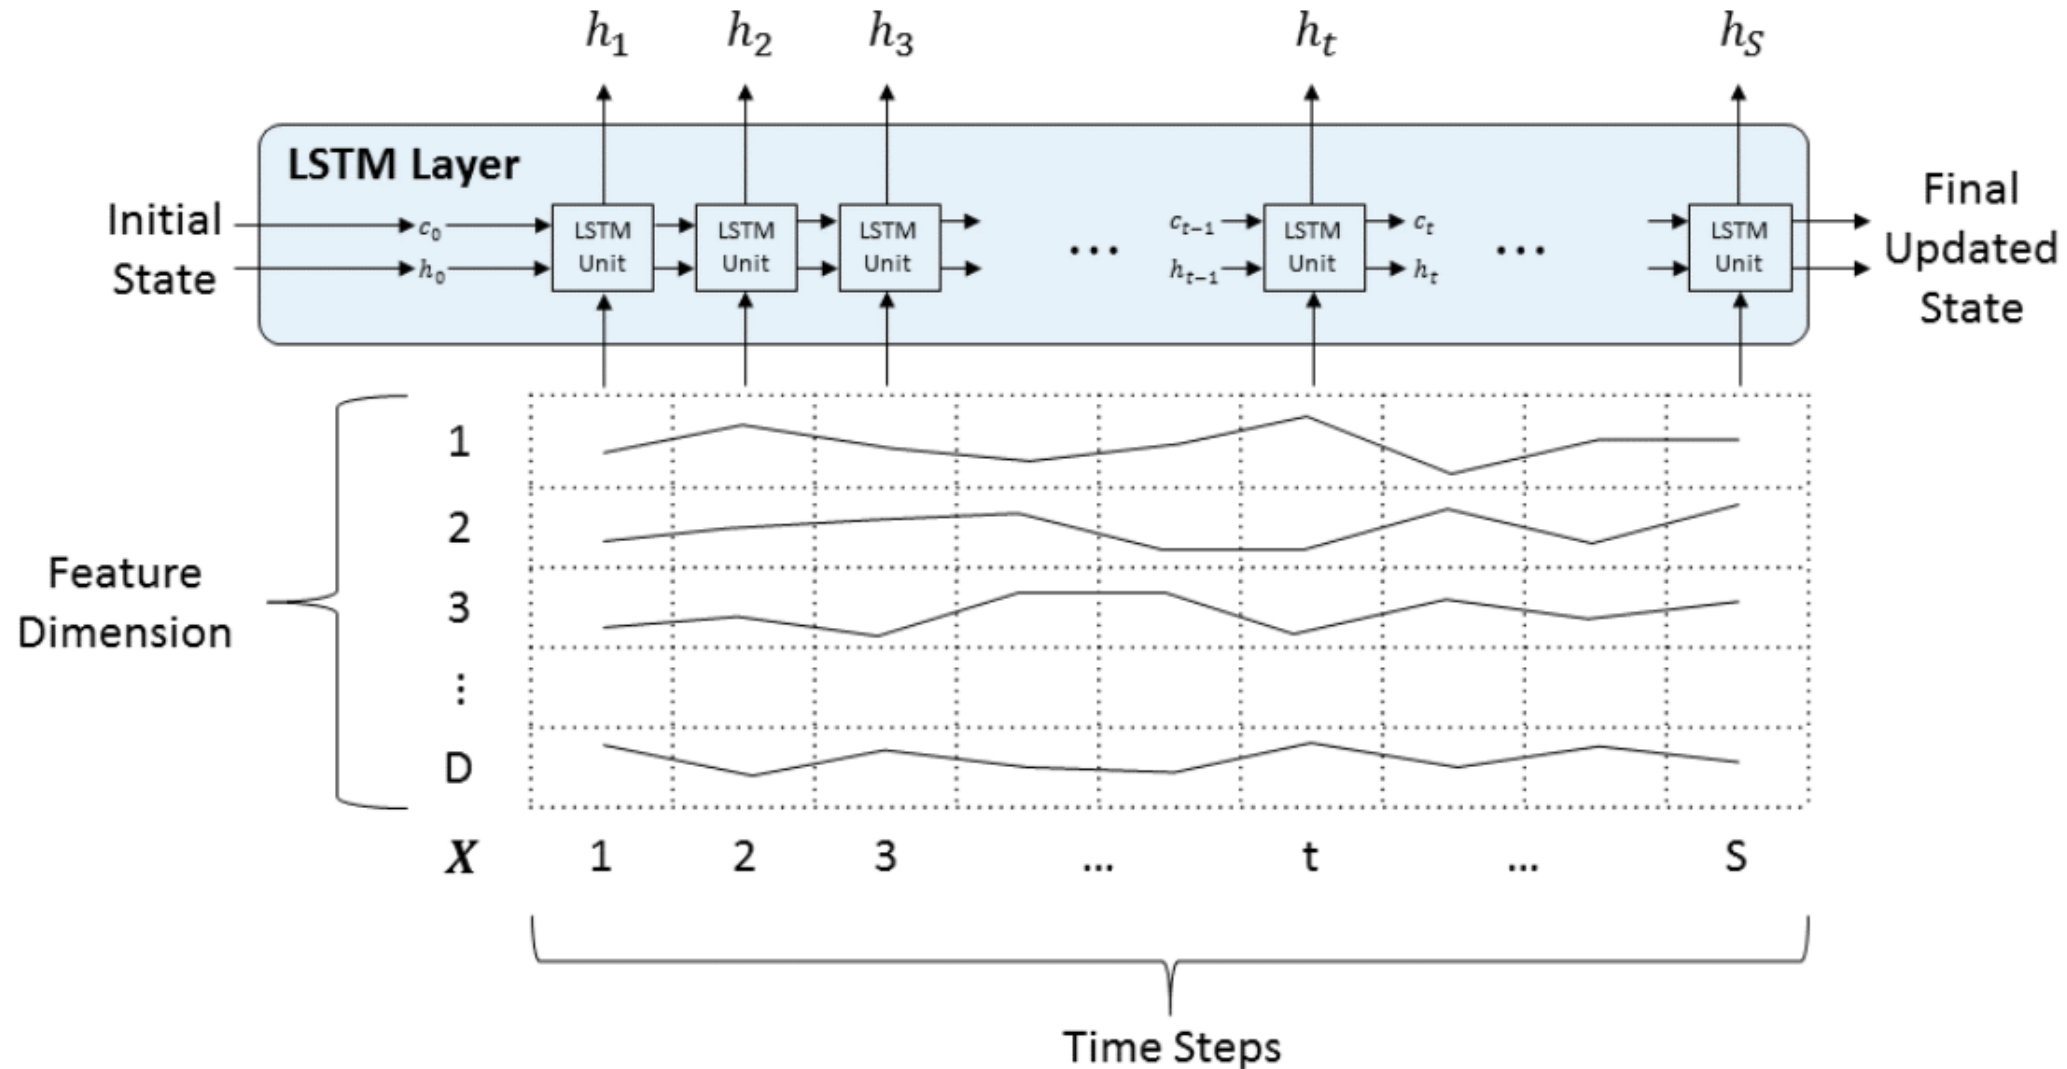 h₁ h₂ h₃ hₜ h_S
LSTM Layer
Initial
State
c₀
h₀
LSTM
Unit
LSTM
Unit
LSTM
Unit
...
cₜ₋₁
hₜ₋₁
LSTM
Unit
cₜ
hₜ
...
LSTM
Unit
Final
Updated
State
Feature
Dimension
1
2
3
⋮
D
X 1 2 3 ... t ... S
Time Steps